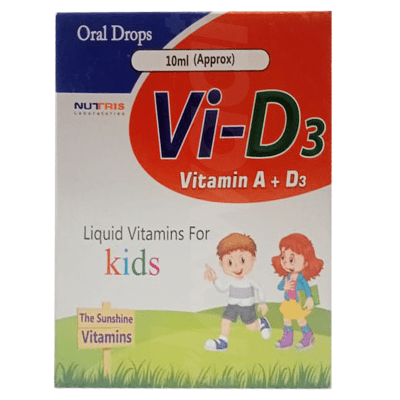 Oral Drops
10ml (Approx)
NUTRIS
Laboratories
Vi-D3
Vitamin A + D3
Liquid Vitamins For
kids
The Sunshine
Vitamins